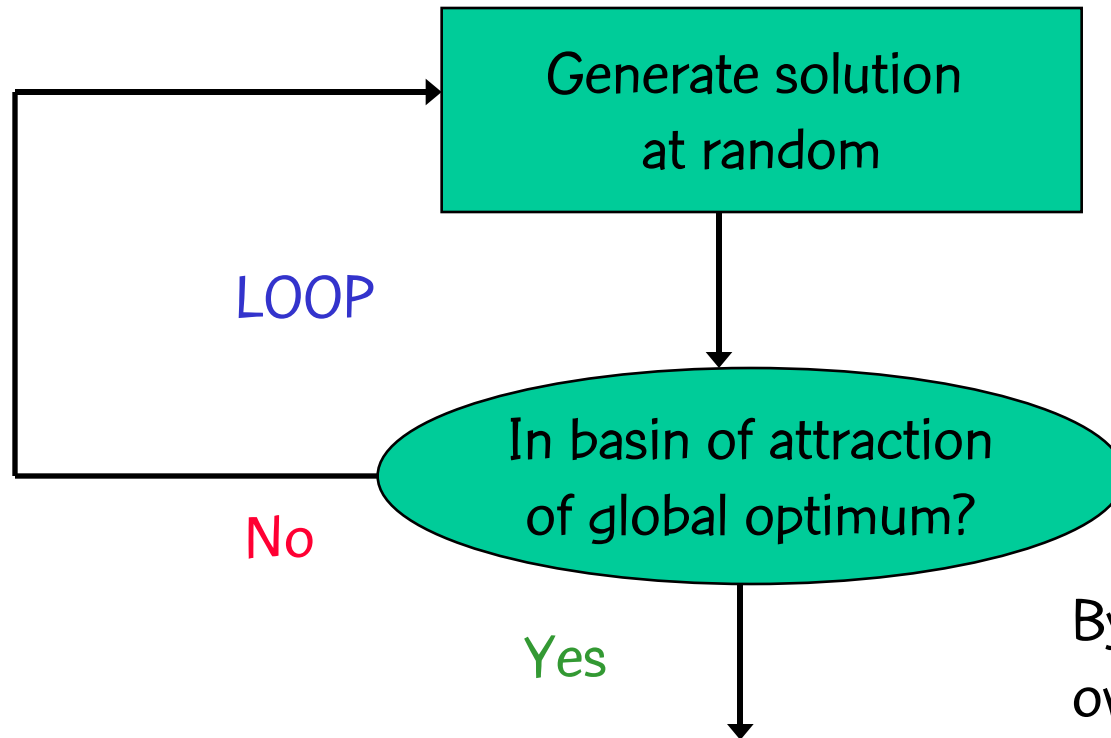 Generate solution
at random
LOOP
In basin of attraction
of global optimum?
No
Yes